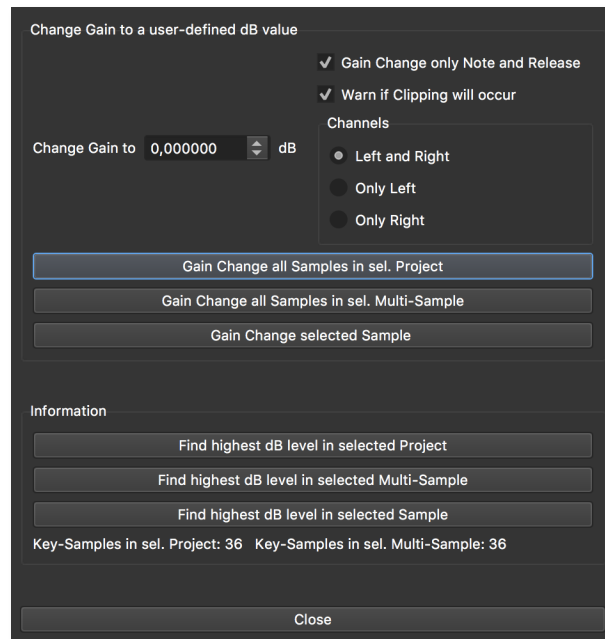 Change Gain to a user-defined dB value
Gain Change only Note and Release
Warn if Clipping will occur
Channels
Change Gain to 0,000000 dB
Left and Right
Only Left
Only Right
Gain Change all Samples in sel. Project
Gain Change all Samples in sel. Multi-Sample
Gain Change selected Sample
Information
Find highest dB level in selected Project
Find highest dB level in selected Multi-Sample
Find highest dB level in selected Sample
Key-Samples in sel. Project: 36 Key-Samples in sel. Multi-Sample: 36
Close